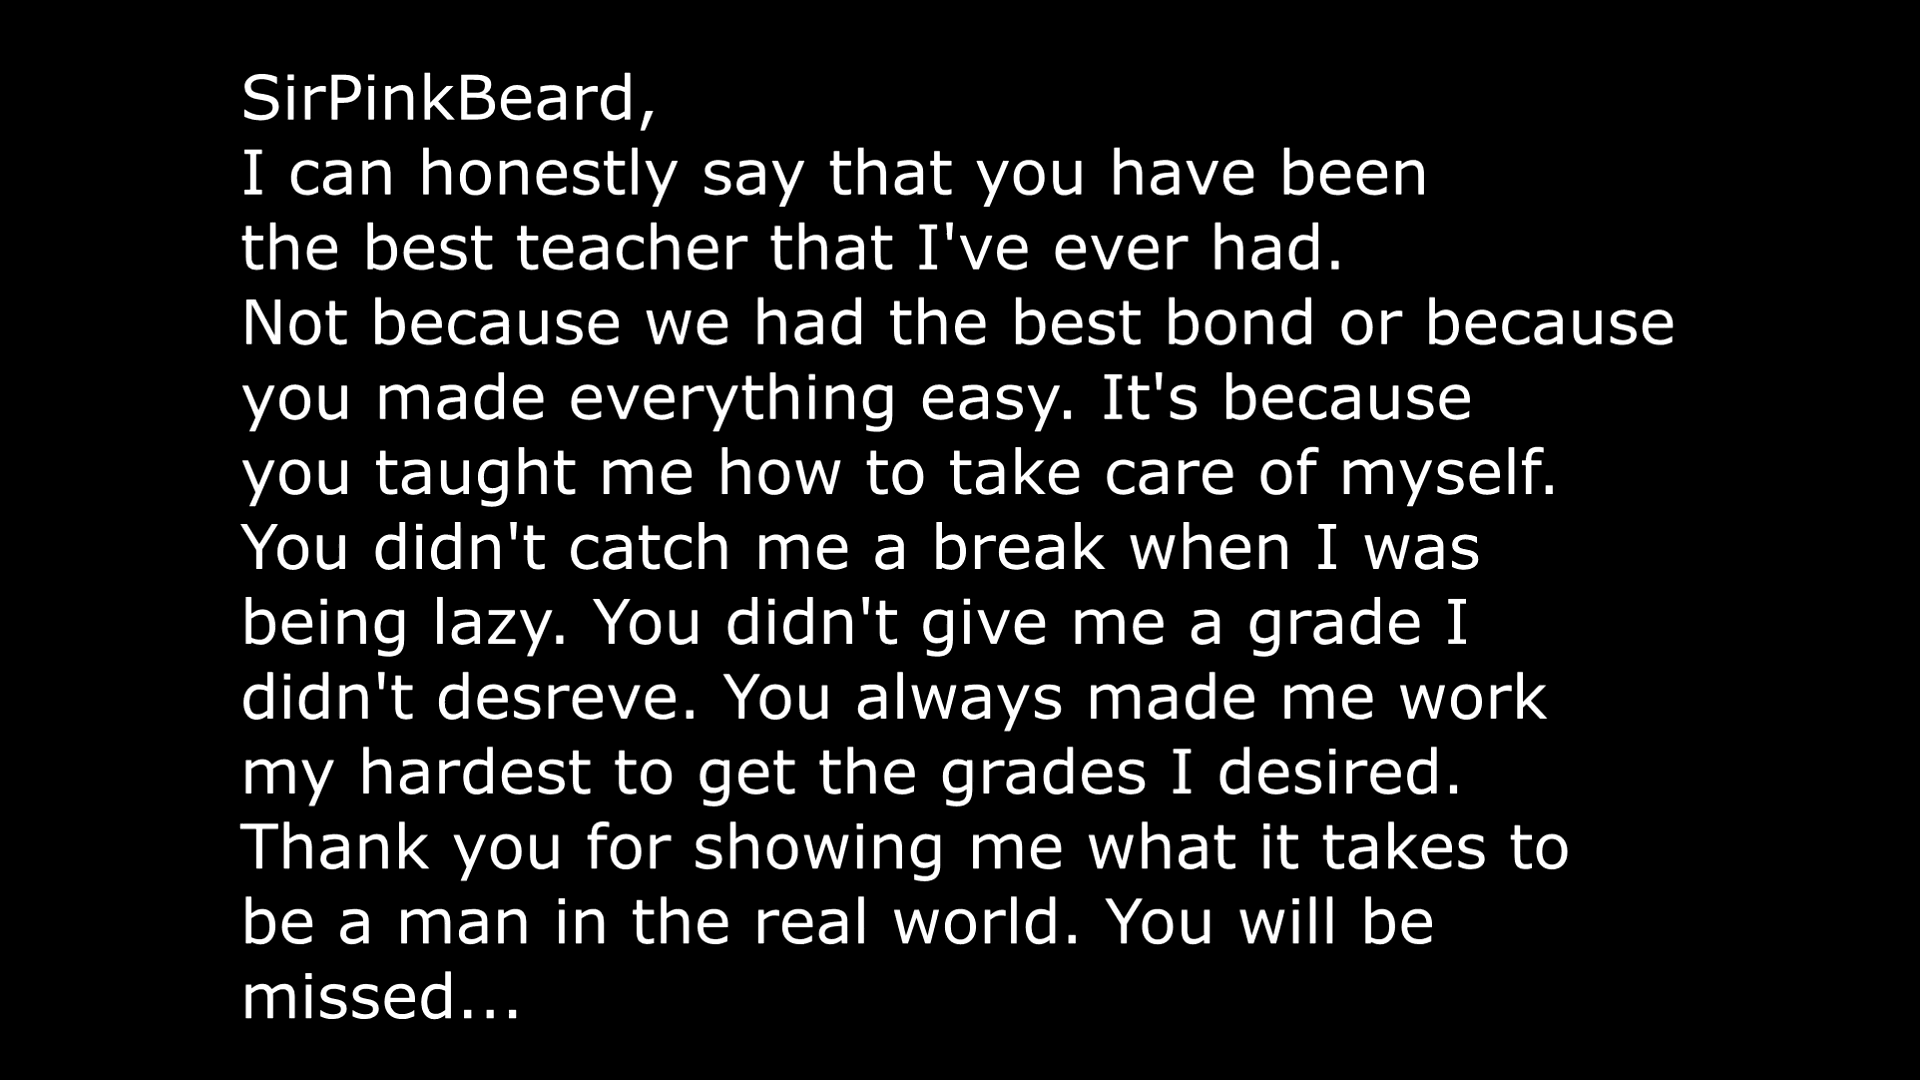 SirPinkBeard,
I can honestly say that you have been
the best teacher that I've ever had.
Not because we had the best bond or because
you made everything easy. It's because
you taught me how to take care of myself.
You didn't catch me a break when I was
being lazy. You didn't give me a grade I
didn't desreve. You always made me work
my hardest to get the grades I desired.
Thank you for showing me what it takes to
be a man in the real world. You will be
missed...